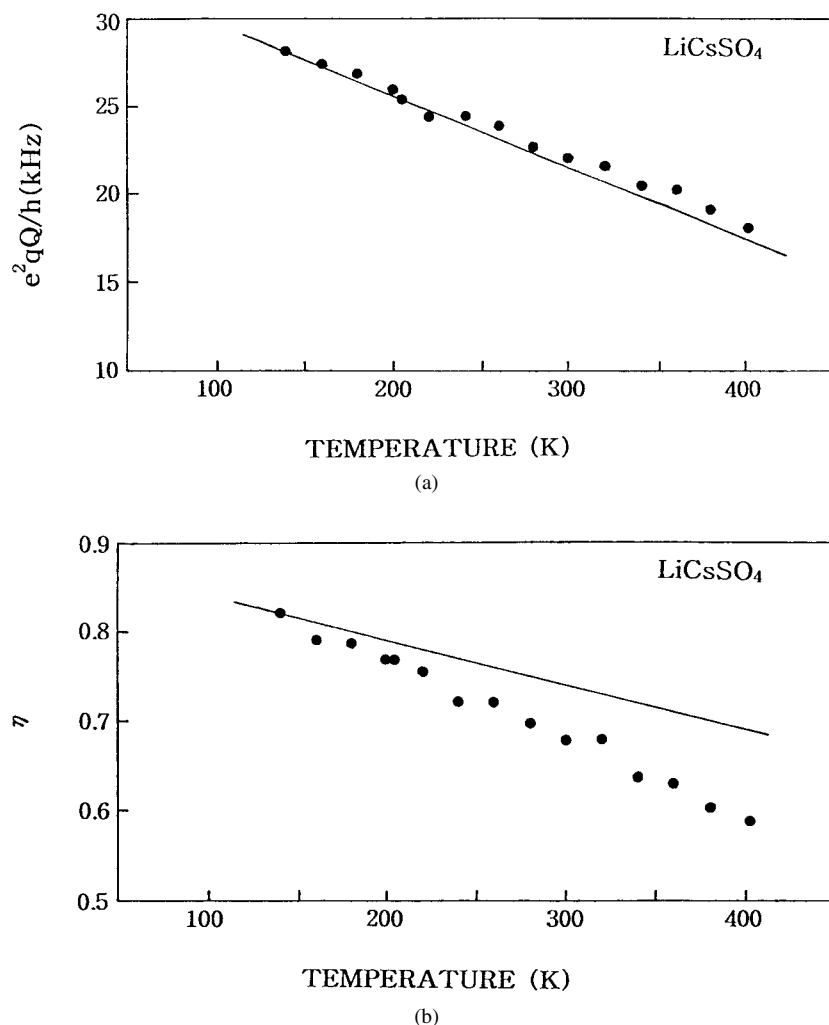 30
LiCsSO₄
25
20
15
10
e²qQ/h(kHz)
100 200 300 400
TEMPERATURE (K)
(a)
0.9
LiCsSO₄
0.8
0.7
0.6
0.5
η
100 200 300 400
TEMPERATURE (K)
(b)